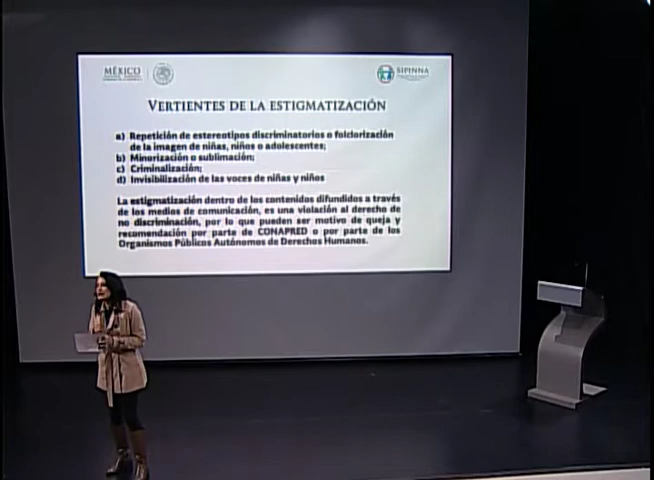 MÉXICO
SIPINNA
VERTIENTES DE LA ESTIGMATIZACIÓN
a) Repetición de estereotipos discriminatorios o folclorización
de la imagen de niñas, niños o adolescentes;
b) Minorización o sublimación;
c) Criminalización;
d) Invisibilización de las voces de niñas y niños
La estigmatización dentro de los contenidos difundidos a través
de los medios de comunicación, es una violación al derecho de
no discriminación, por lo que pueden ser motivo de queja y
recomendación por parte de CONAPRED o por parte de los
Organismos Públicos Autónomos de Derechos Humanos.